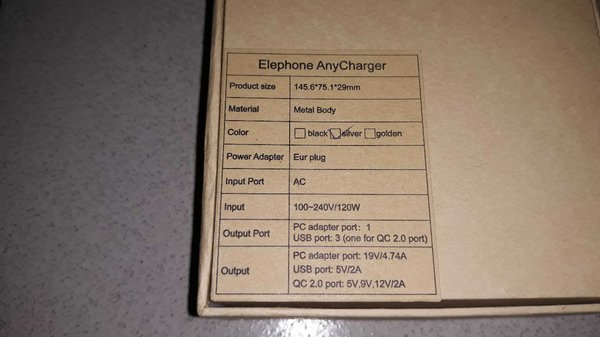 Elephone AnyCharger
Product size 145.6*75.1*29mm
Material Metal Body
Color □black ☑silver □golden
Power Adapter Eur plug
Input Port AC
Input 100~240V/120W
Output Port PC adapter port: 1
USB port: 3 (one for QC 2.0 port)
Output PC adapter port: 19V/4.74A
USB port: 5V/2A
QC 2.0 port: 5V,9V,12V/2A